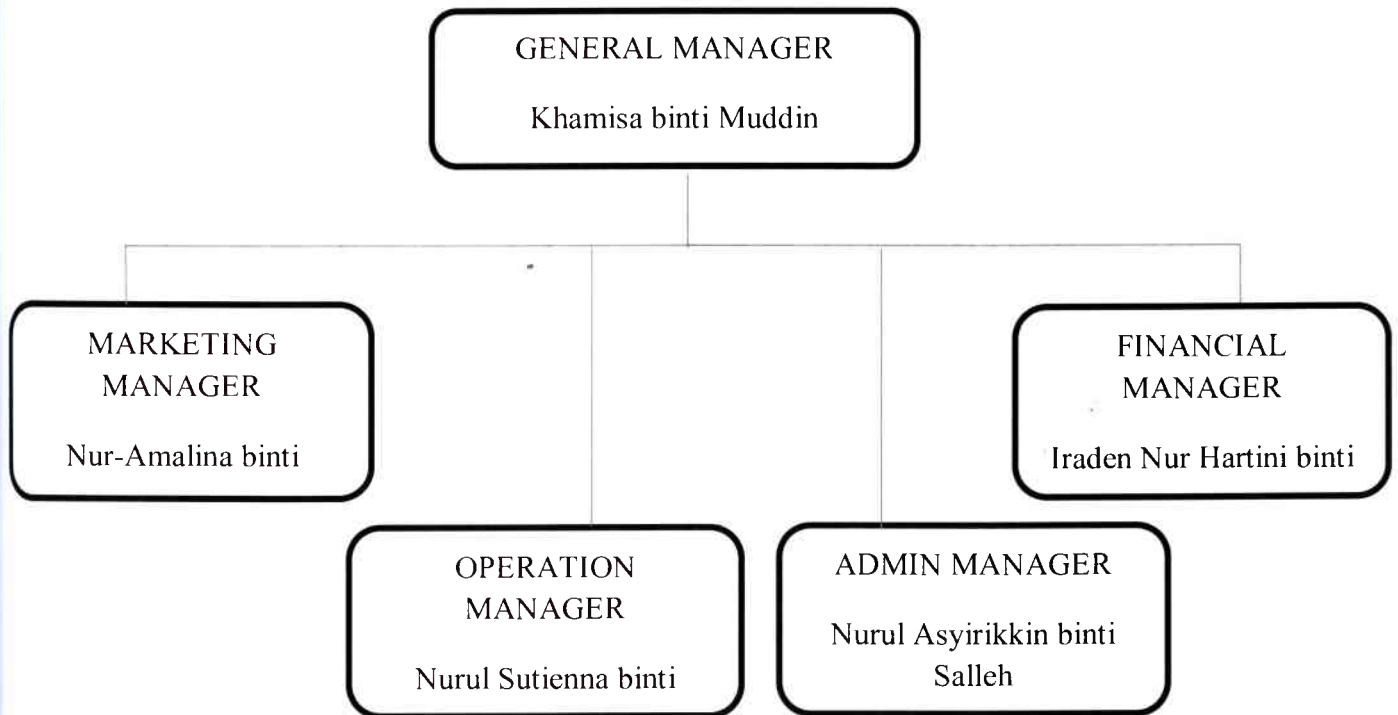 GENERAL MANAGER
Khamisa binti Muddin
MARKETING
MANAGER
Nur-Amalina binti
FINANCIAL
MANAGER
Iraden Nur Hartini binti
OPERATION
MANAGER
Nurul Sutienna binti
ADMIN MANAGER
Nurul Asyirikkin binti
Salleh